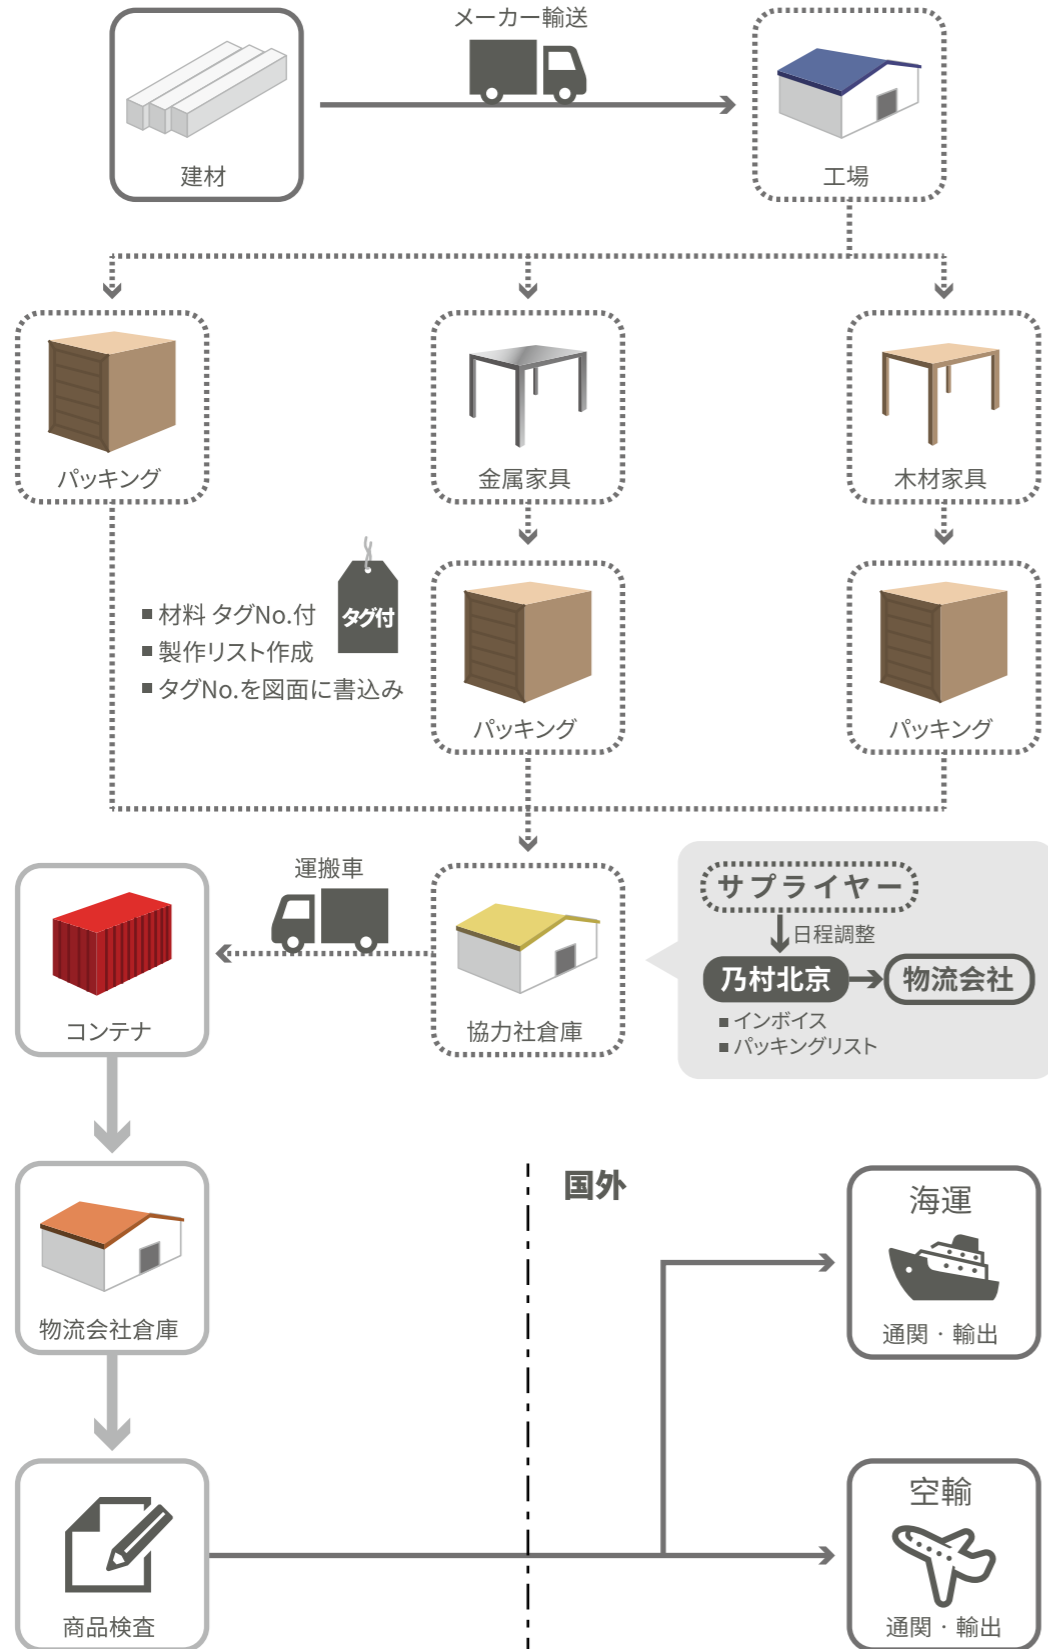 メーカー輸送
建材
工場
パッキング
金属家具
木材家具
■ 材料 タグNo.付
■ 製作リスト作成
■ タグNo.を図面に書込み
タグ付
パッキング
パッキング
運搬車
コンテナ
協力社倉庫
サプライヤー
日程調整
乃村北京
物流会社
■ インボイス
■ パッキングリスト
国外
物流会社倉庫
海運
通関・輸出
商品検査
空輸
通関・輸出